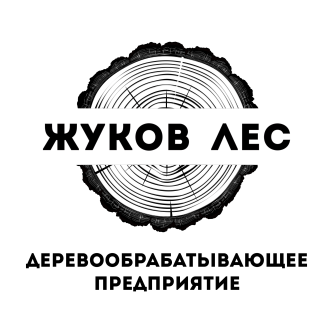 ЖУКОВ ЛЕС
ДЕРЕВООБРАБАТЫВАЮЩЕЕ
ПРЕДПРИЯТИЕ